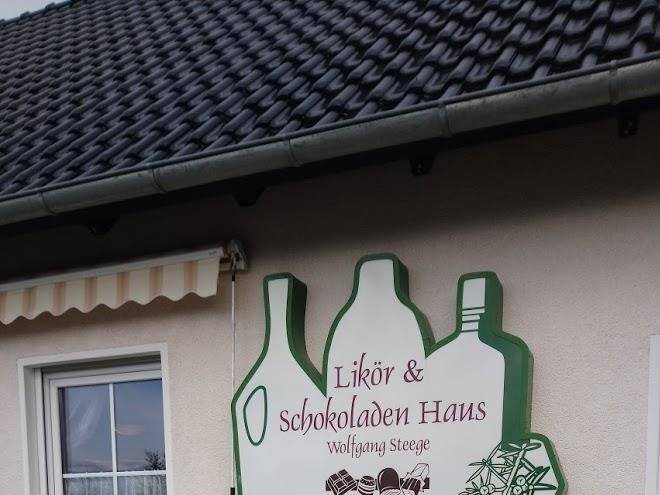 Likör &
Schokoladen Haus
Wolfgang Steege